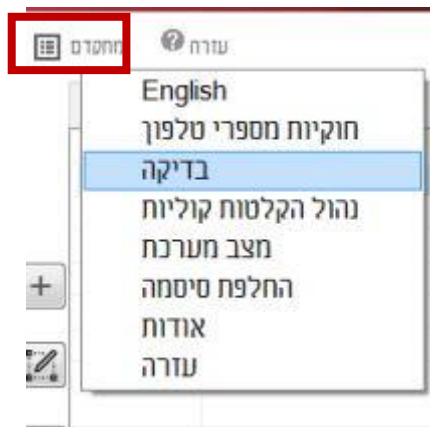 עזרה מתקדם
English
חוקיות מספרי טלפון
בדיקה
נהול הקלטות קוליות
מצב מערכת
החלפת סיסמה
אודות
עזרה